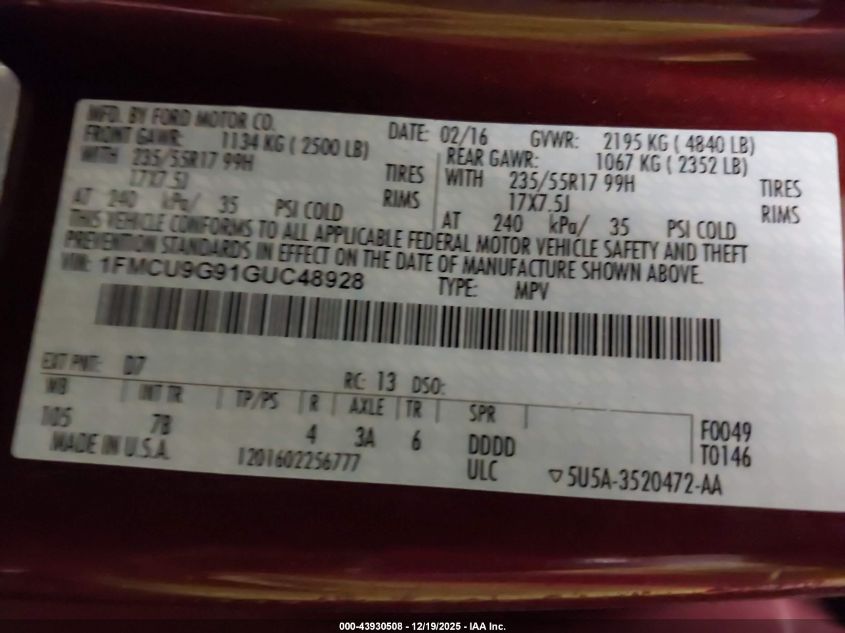 MFD. BY FORD MOTOR CO.
DATE: 02/16 GVWR: 2195 KG ( 4840 LB)
FRONT GAWR: 1134 KG ( 2500 LB)
REAR GAWR: 1067 KG ( 2352 LB)
WITH 235/55R17 99H TIRES
WITH 235/55R17 99H TIRES
17X7.5J RIMS
17X7.5J RIMS
AT 240 kPa/ 35 PSI COLD
AT 240 kPa/ 35 PSI COLD
THIS VEHICLE CONFORMS TO ALL APPLICABLE FEDERAL MOTOR VEHICLE SAFETY AND THEFT
PREVENTION STANDARDS IN EFFECT ON THE DATE OF MANUFACTURE SHOWN ABOVE.
VIN: 1FMCU9G91GUC48928 TYPE: MPV
EXT PNT: D7 RC: 13 DSO:
WB INT TR TP/PS R AXLE TR SPR
105 7B 4 3A 6 DDDD
F0049
T0146
MADE IN U.S.A. 1201602256777 ULC
▽5U5A-3520472-AA
000-43930508 - 12/19/2025 - IAA Inc.